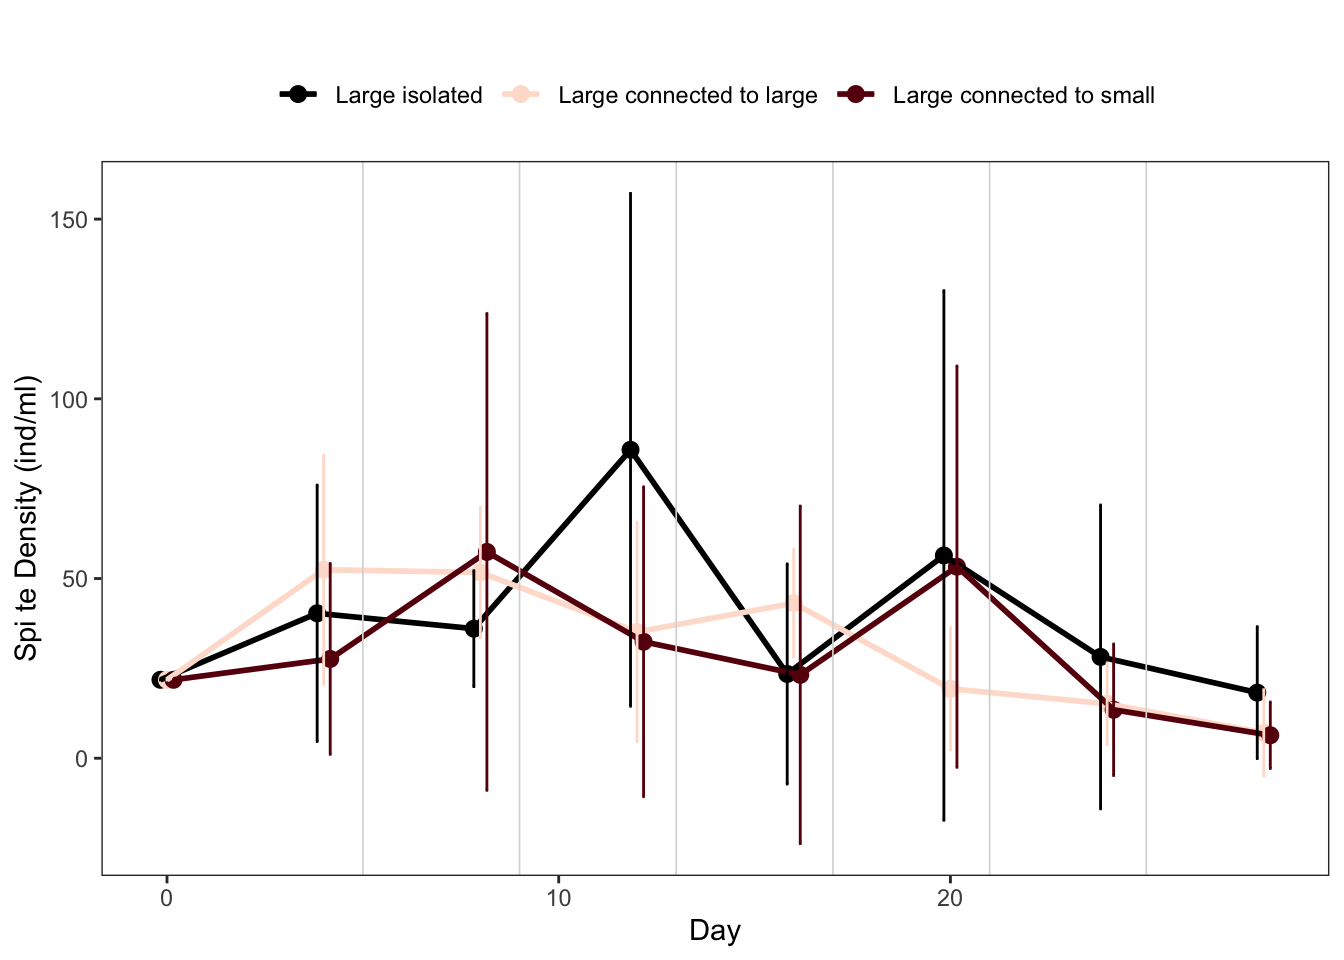 Large isolated Large connected to large Large connected to small
150
100
50
0
Spi te Density (ind/ml)
0 10 20
Day